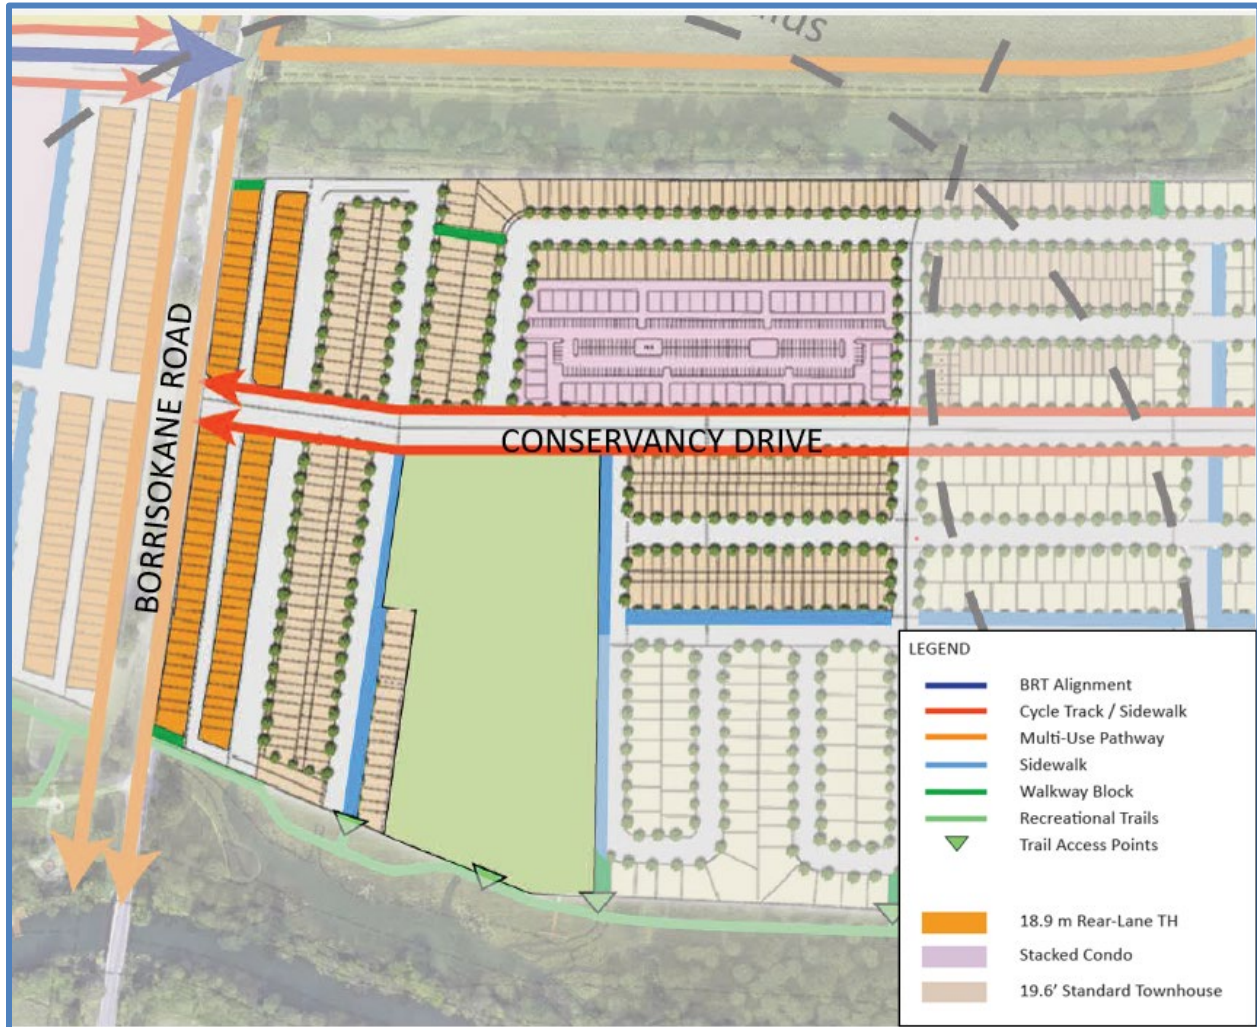 BORRISOKANE ROAD
CONSERVANCY DRIVE
LEGEND
BRT Alignment
Cycle Track / Sidewalk
Multi-Use Pathway
Sidewalk
Walkway Block
Recreational Trails
Trail Access Points
18.9 m Rear-Lane TH
Stacked Condo
19.6' Standard Townhouse